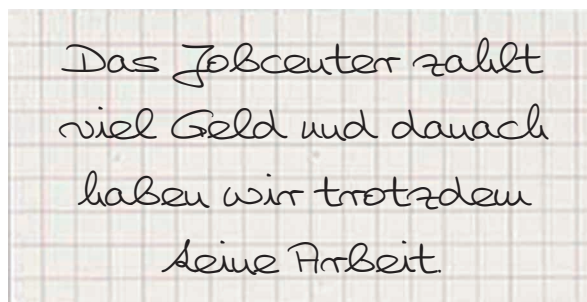 Das Jobcenter zahlt
viel Geld und danach
haben wir trotzdem
keine Arbeit.